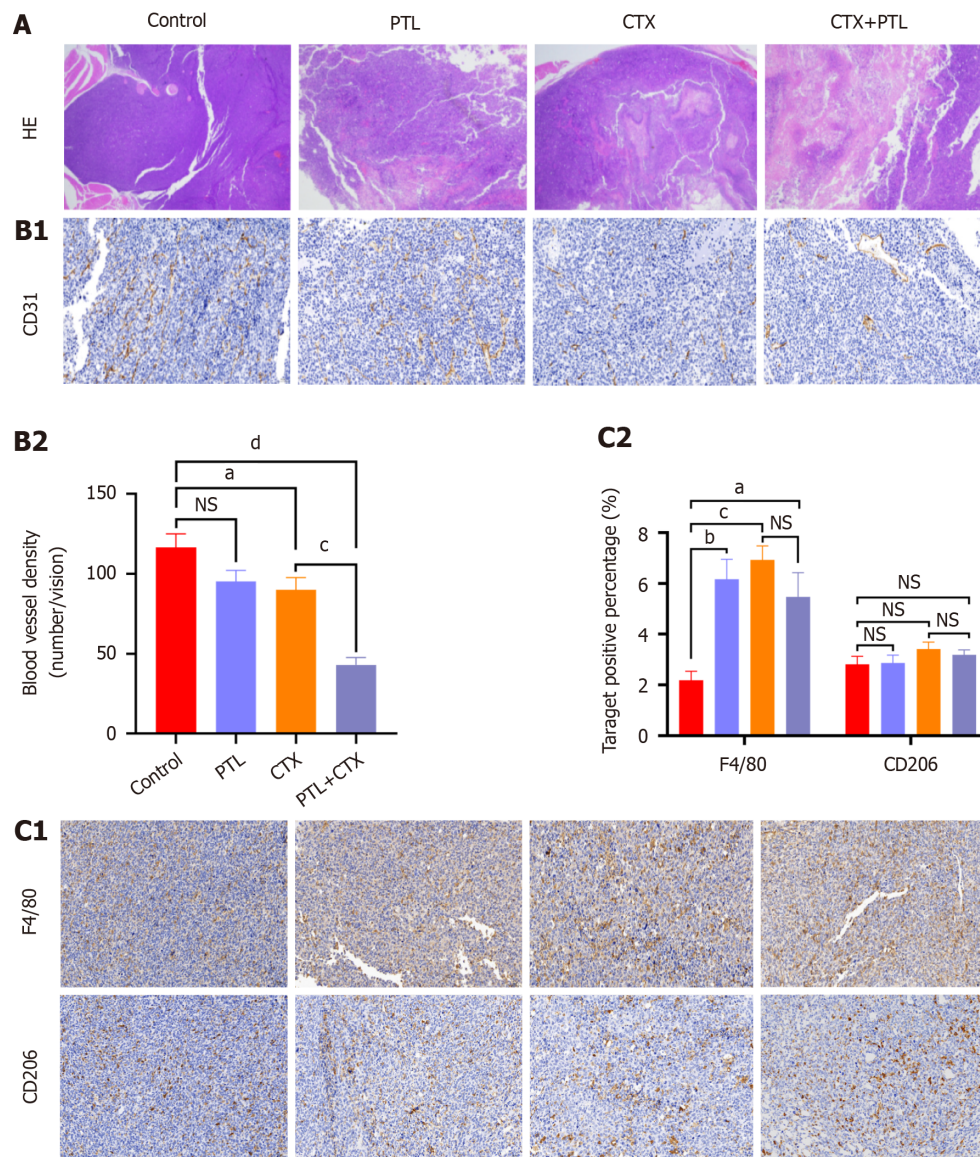 A
Control
PTL
CTX
CTX+PTL
HE
B1
CD31
B2
Blood vessel density
(number/vision)
150
100
50
0
d
a
NS
c
Control
PTL
CTX
PTL+CTX
C2
Taraget positive percentage (%)
8
6
4
2
0
a
c
NS
b
NS
NS
NS
NS
F4/80
CD206
C1
F4/80
CD206